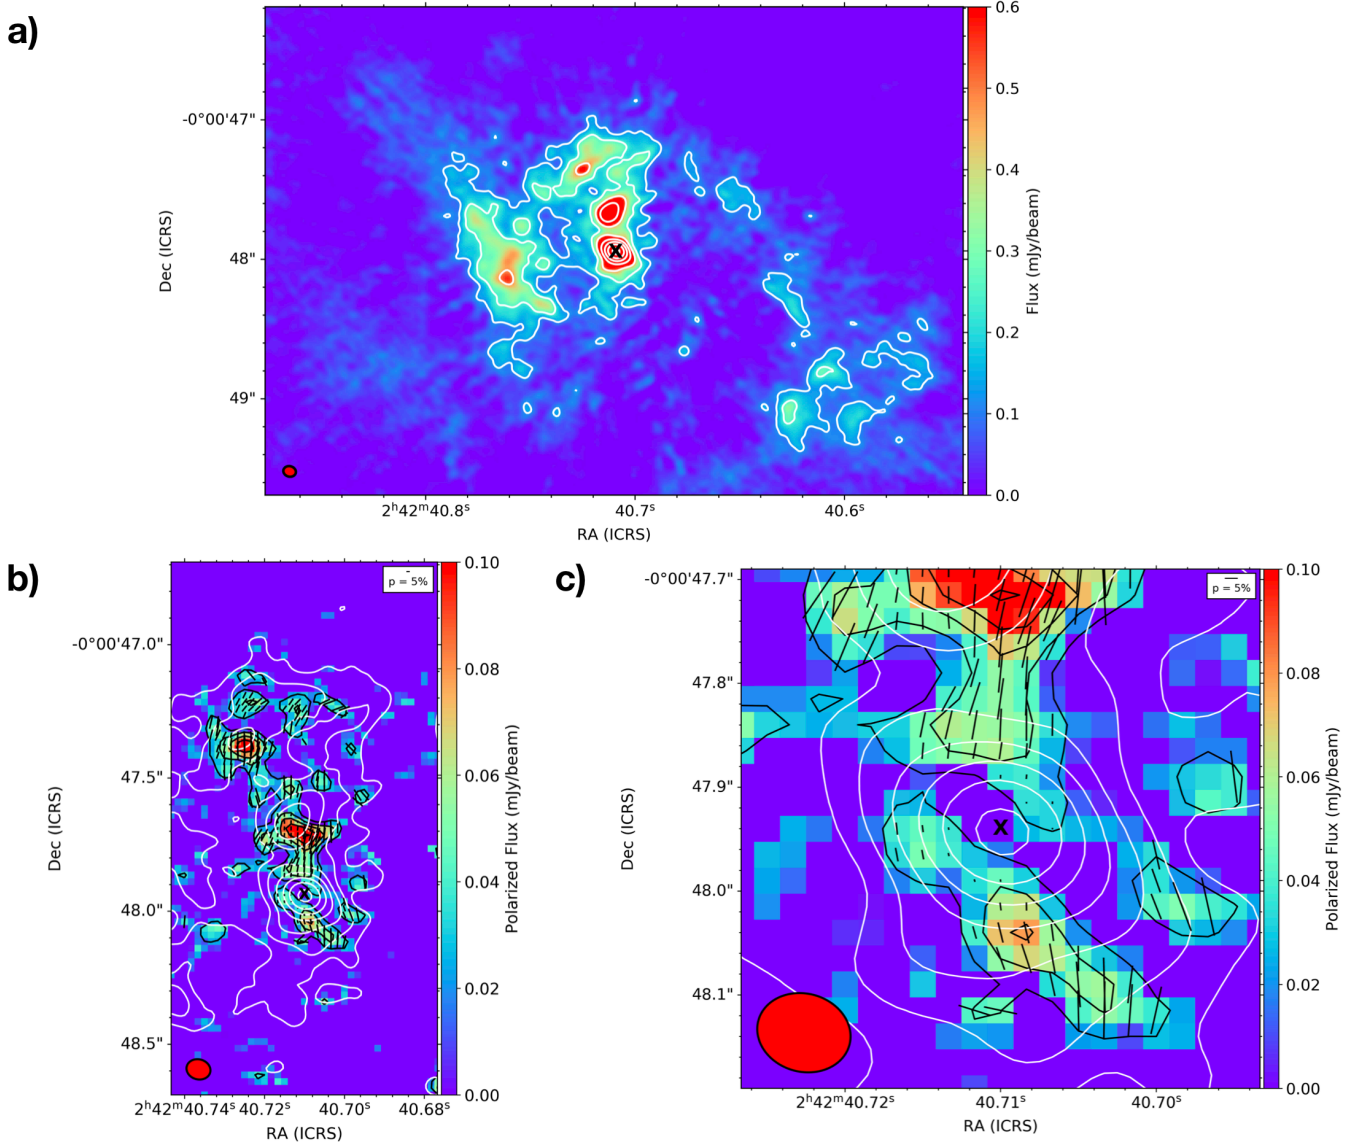 a)
-0°00'47"
48"
49"
Dec (ICRS)
2ʰ42ᵐ40.8ˢ
40.7ˢ
40.6ˢ
RA (ICRS)
0.6
0.5
0.4
0.3
0.2
0.1
0.0
Flux (mJy/beam)
X
b)
p = 5%
-0°00'47.0"
47.5"
48.0"
48.5"
Dec (ICRS)
2ʰ42ᵐ40.74ˢ
40.72ˢ
40.70ˢ
40.68ˢ
RA (ICRS)
0.10
0.08
0.06
0.04
0.02
0.00
Polarized Flux (mJy/beam)
X
c)
p = 5%
-0°00'47.7"
47.8"
47.9"
48.0"
48.1"
Dec (ICRS)
2ʰ42ᵐ40.72ˢ
40.71ˢ
40.70ˢ
RA (ICRS)
0.10
0.08
0.06
0.04
0.02
0.00
Polarized Flux (mJy/beam)
X